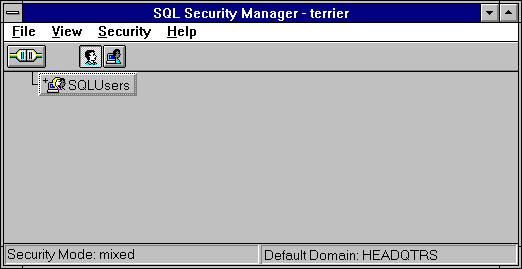 SQL Security Manager - terrier
File View Security Help
SQLUsers
Security Mode: mixed Default Domain: HEADQTRS